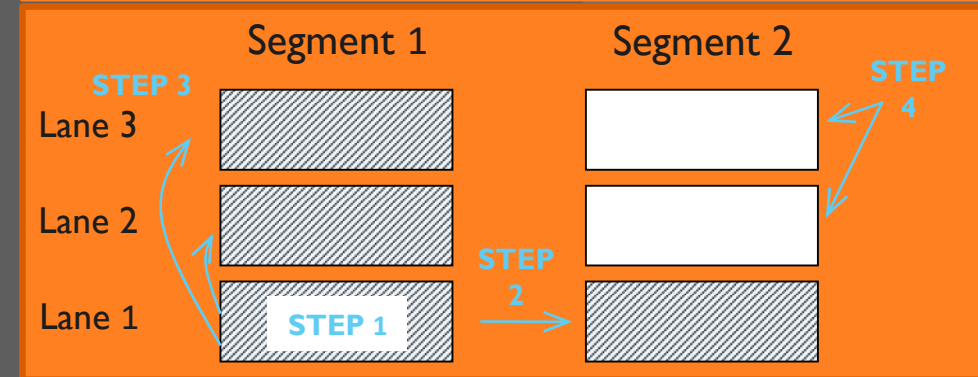 Segment 1
Segment 2
STEP 3
STEP
4
Lane 3
Lane 2
STEP
2
Lane 1
STEP 1